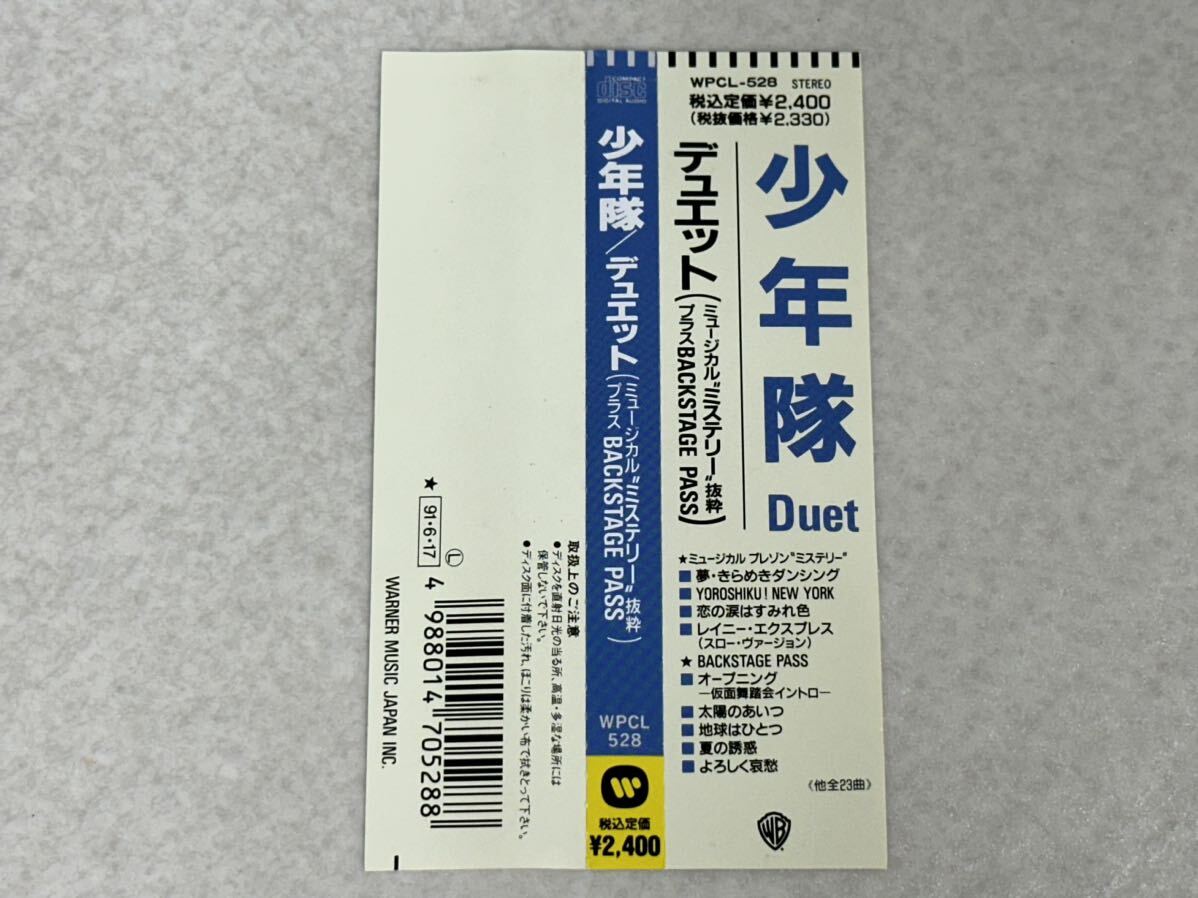 WPCL-528 STEREO
税込定価¥2,400
(税抜価格¥2,330)
少年隊
Duet
デュエット(ミュージカル“ミステリー”抜粋
プラスBACKSTAGE PASS)
★ミュージカル プレゾン“ミステリー”
■夢・きらめきダンシング
■YOROSHIKU! NEW YORK
■恋の涙はすみれ色
■レイニー・エクスプレス
(スロー・ヴァージョン)
★BACKSTAGE PASS
■オープニング
—仮面舞踏会イントロ—
■太陽のあいつ
■地球はひとつ
■夏の誘惑
■よろしく哀愁
《他全23曲》
WB
COMPACT
disc
DIGITAL AUDIO
少年隊/デュエット(ミュージカル“ミステリー”抜粋
プラス BACKSTAGE PASS)
WPCL
528
税込定価
¥2,400
取扱上のご注意
●ディスクを直射日光の当る所、高温・多湿な場所には
保管しないで下さい。
●ディスク面に付着した汚れ、ほこりは柔かい布で拭きとって下さい。
★ 91・6・17 Ⓛ
4 988014 705288
WARNER MUSIC JAPAN INC.